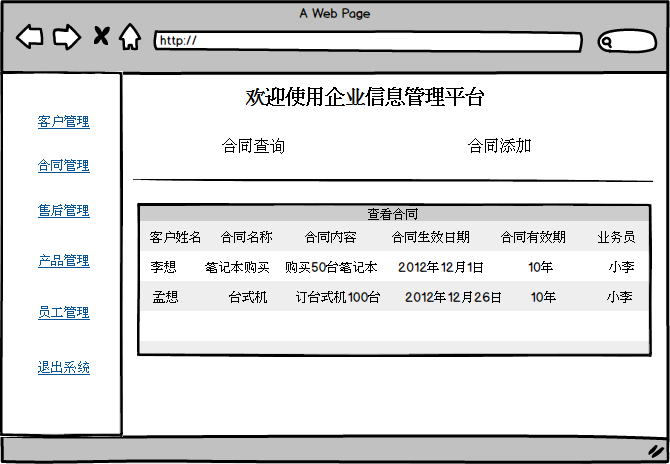 A Web Page
http://
欢迎使用企业信息管理平台
客户管理
合同管理
售后管理
产品管理
员工管理
退出系统
合同查询 合同添加
查看合同
客户姓名 合同名称 合同内容 合同生效日期 合同有效期 业务员
李想 笔记本购买 购买50台笔记本 2012年12月1日 10年 小李
孟想 台式机 订台式机100台 2012年12月26日 10年 小李